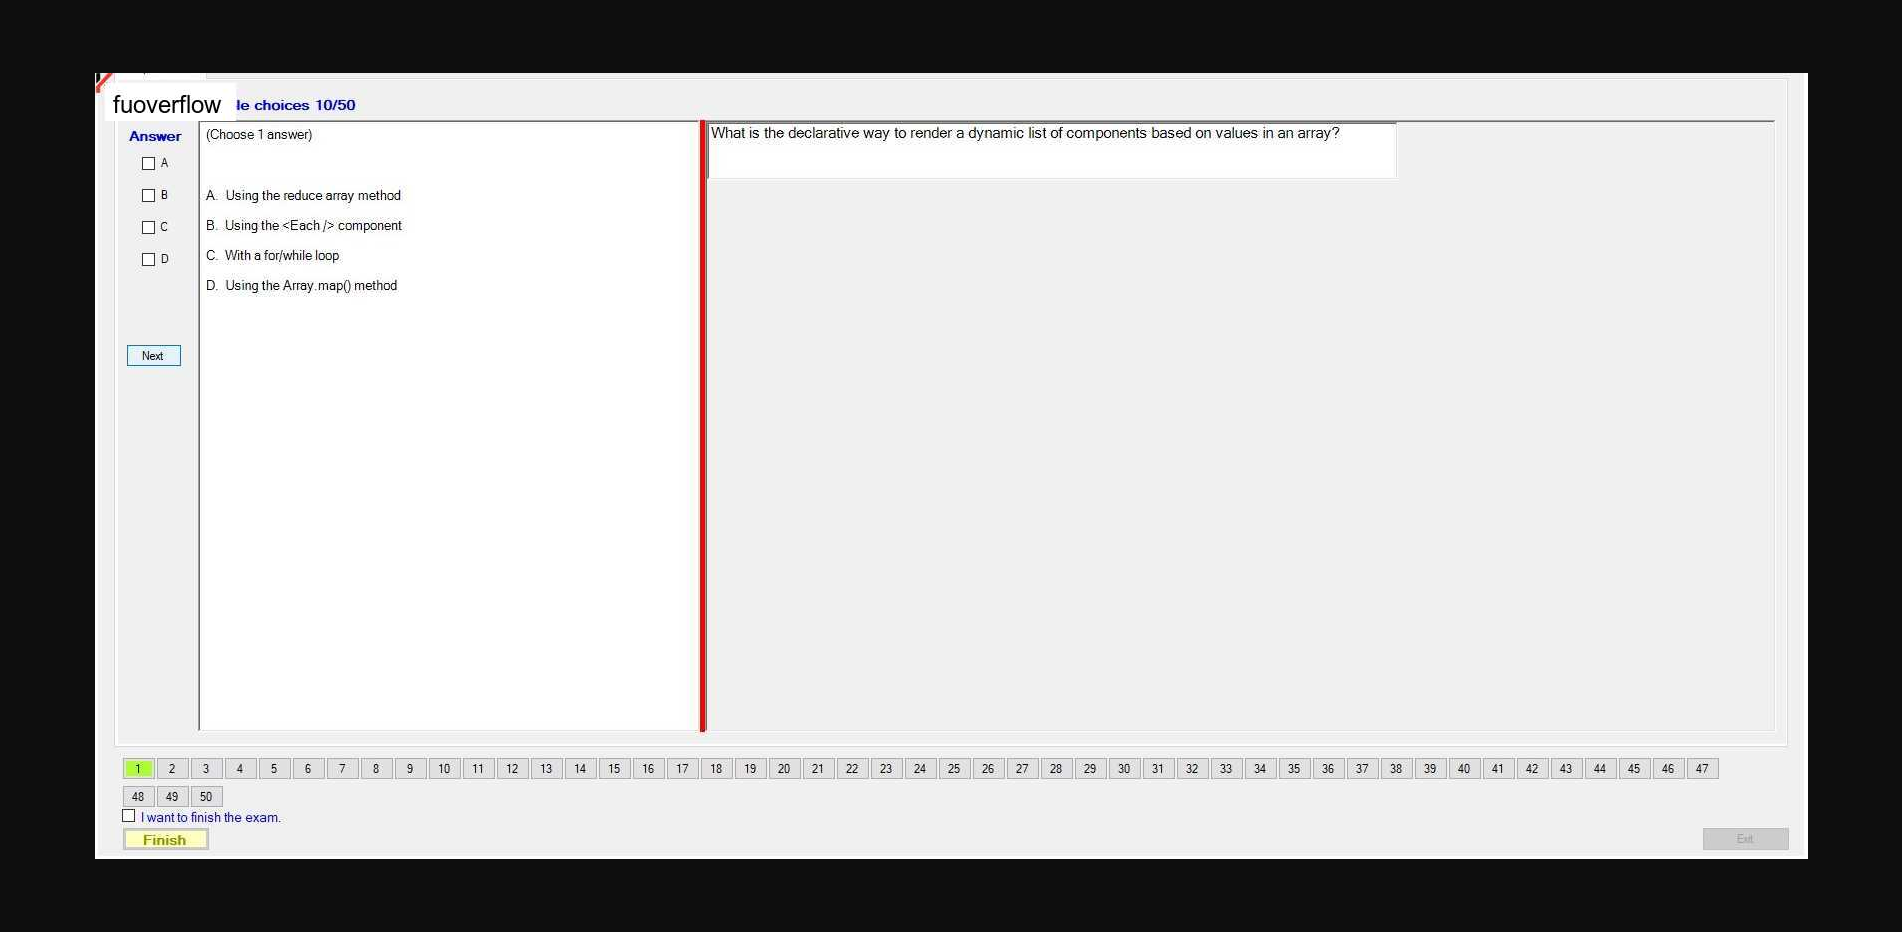 fuoverflow
le choices 10/50
Answer
(Choose 1 answer)
What is the declarative way to render a dynamic list of components based on values in an array?
A
B
C
D
A. Using the reduce array method
B. Using the <Each /> component
C. With a for/while loop
D. Using the Array.map() method
Next
1 2 3 4 5 6 7 8 9 10 11 12 13 14 15 16 17 18 19 20 21 22 23 24 25 26 27 28 29 30 31 32 33 34 35 36 37 38 39 40 41 42 43 44 45 46 47
48 49 50
I want to finish the exam.
Finish
Exit